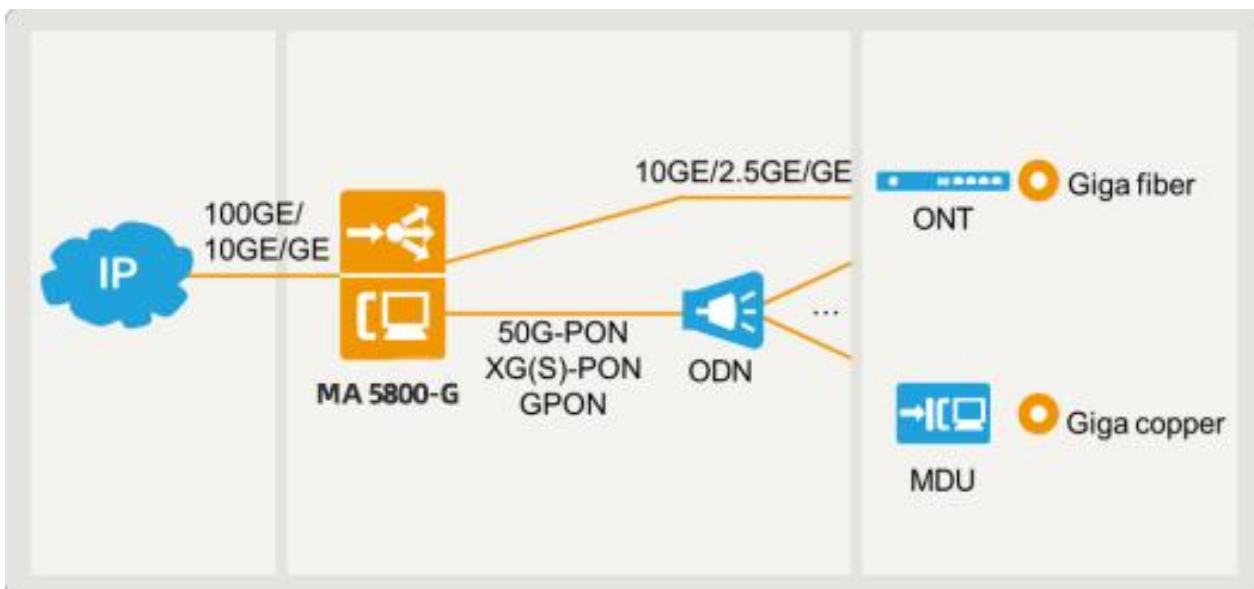 IP
100GE/
10GE/GE
MA 5800-G
10GE/2.5GE/GE
50G-PON
XG(S)-PON
GPON
ODN
...
ONT
Giga fiber
MDU
Giga copper